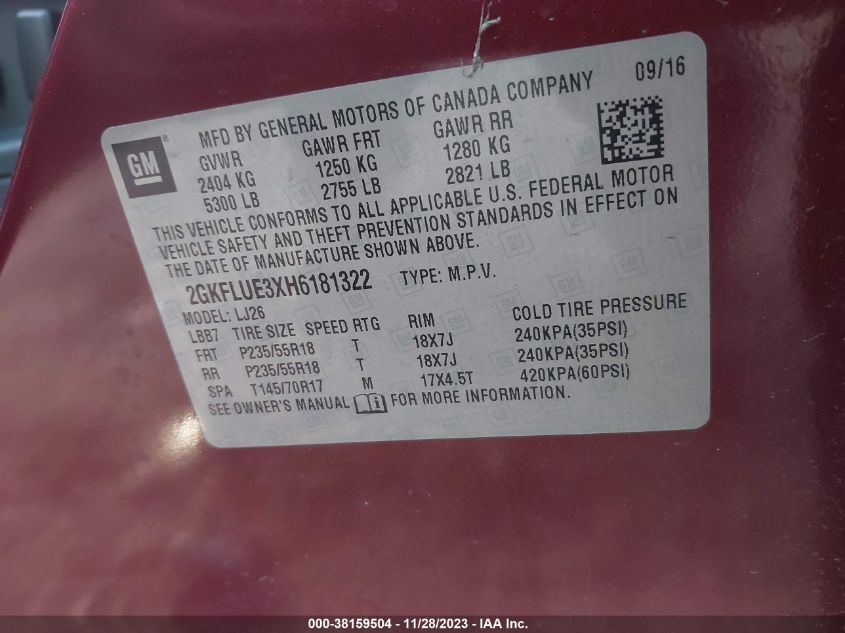 09/16
MFD BY GENERAL MOTORS OF CANADA COMPANY
GM ®
GVWR GAWR FRT GAWR RR
2404 KG 1250 KG 1280 KG
5300 LB 2755 LB 2821 LB
THIS VEHICLE CONFORMS TO ALL APPLICABLE U.S. FEDERAL MOTOR
VEHICLE SAFETY AND THEFT PREVENTION STANDARDS IN EFFECT ON
THE DATE OF MANUFACTURE SHOWN ABOVE.
2GKFLUE3XH6181322 TYPE: M.P.V.
MODEL: LJ26
LBB7 TIRE SIZE SPEED RTG RIM COLD TIRE PRESSURE
FRT P235/55R18 T 18X7J 240KPA(35PSI)
RR P235/55R18 T 18X7J 240KPA(35PSI)
SPA T145/70R17 M 17X4.5T 420KPA(60PSI)
SEE OWNER'S MANUAL FOR MORE INFORMATION.
000-38159504 - 11/28/2023 - IAA Inc.